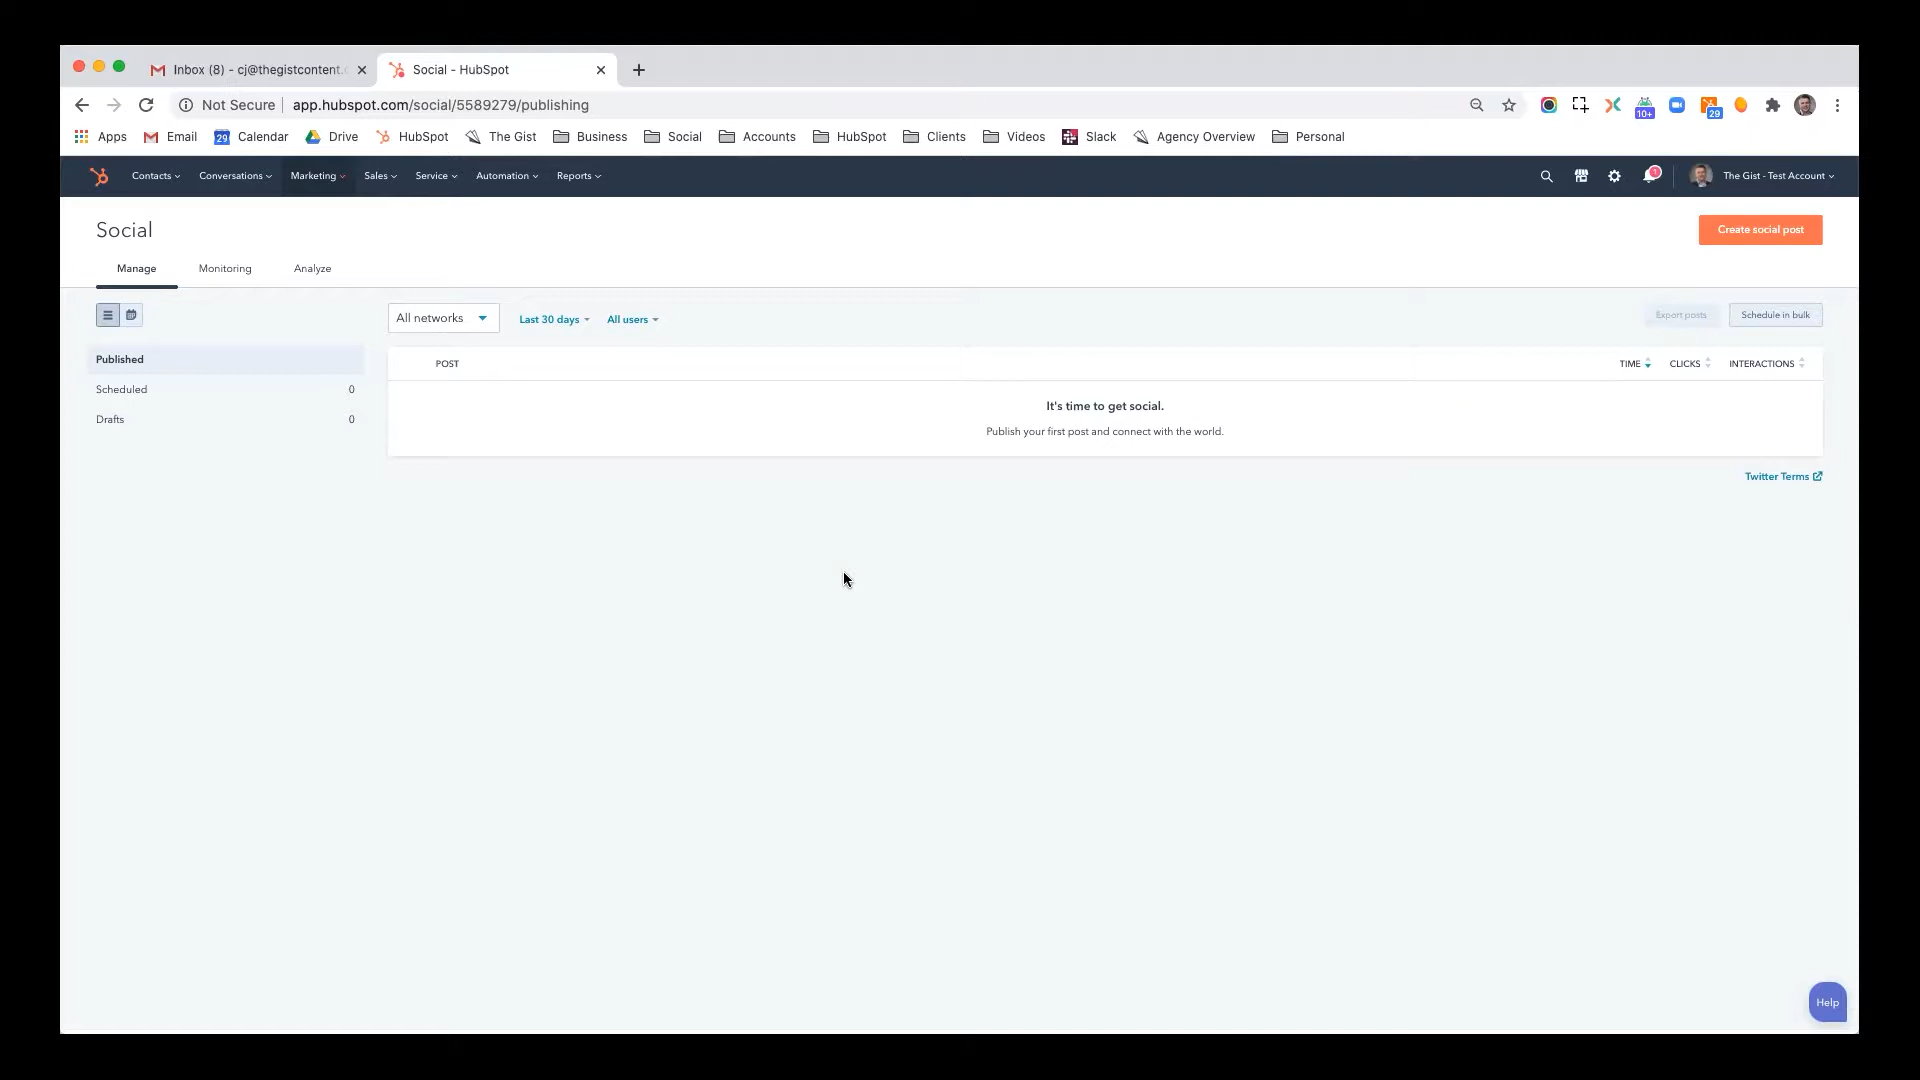 Inbox (8) - cj@thegistcontent.
Social - HubSpot
Not Secure
app.hubspot.com/social/5589279/publishing
10+
29
Apps
Email
29
Calendar
Drive
HubSpot
The Gist
Business
Social
Accounts
HubSpot
Clients
Videos
Slack
Agency Overview
Personal
Contacts
Conversations
Marketing
Sales
Service
Automation
Reports
1
The Gist - Test Account
Social
Create social post
Manage
Monitoring
Analyze
All networks
Last 30 days
All users
Export posts
Schedule in bulk
Published
Scheduled 0
Drafts 0
POST
TIME
CLICKS
INTERACTIONS
It's time to get social.
Publish your first post and connect with the world.
Twitter Terms
Help